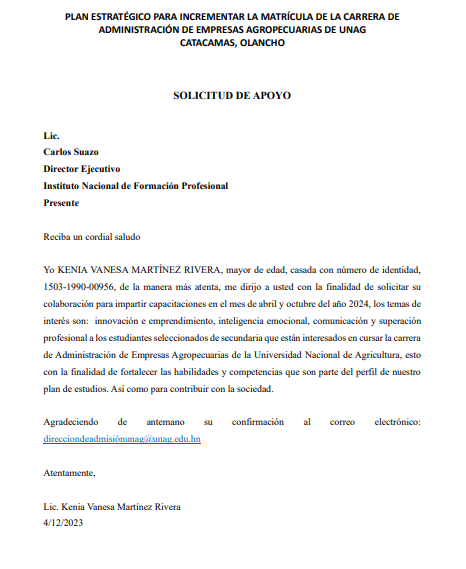 PLAN ESTRATÉGICO PARA INCREMENTAR LA MATRÍCULA DE LA CARRERA DE
ADMINISTRACIÓN DE EMPRESAS AGROPECUARIAS DE UNAG
CATACAMAS, OLANCHO
SOLICITUD DE APOYO
Lic.
Carlos Suazo
Director Ejecutivo
Instituto Nacional de Formación Profesional
Presente
Reciba un cordial saludo
Yo KENIA VANESA MARTÍNEZ RIVERA, mayor de edad, casada con número de identidad,
1503-1990-00956, de la manera más atenta, me dirijo a usted con la finalidad de solicitar su
colaboración para impartir capacitaciones en el mes de abril y octubre del año 2024, los temas de
interés son: innovación e emprendimiento, inteligencia emocional, comunicación y superación
profesional a los estudiantes seleccionados de secundaria que están interesados en cursar la carrera
de Administración de Empresas Agropecuarias de la Universidad Nacional de Agricultura, esto
con la finalidad de fortalecer las habilidades y competencias que son parte del perfil de nuestro
plan de estudios. Así como para contribuir con la sociedad.
Agradeciendo de antemano su confirmación al correo electrónico:
direcciondeadmisiónunag@unag.edu.hn
Atentamente,
Lic. Kenia Vanesa Martínez Rivera
4/12/2023